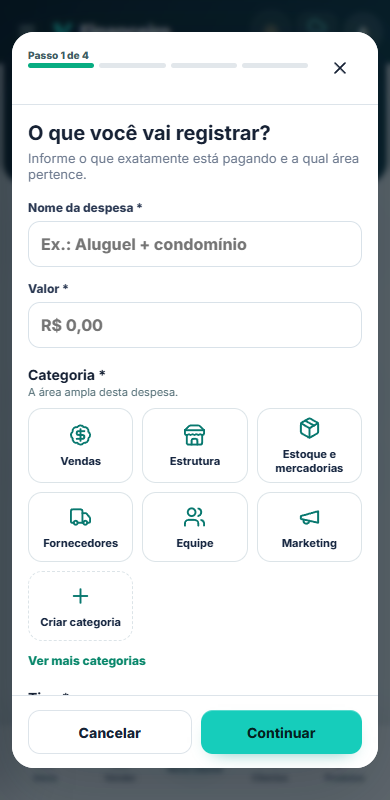 Passo 1 de 4
O que você vai registrar?
Informe o que exatamente está pagando e a qual área
pertence.
Nome da despesa *
Ex.: Aluguel + condomínio
Valor *
R$ 0,00
Categoria *
A área ampla desta despesa.
Vendas
Estrutura
Estoque e
mercadorias
Fornecedores
Equipe
Marketing
Criar categoria
Ver mais categorias
Cancelar
Continuar